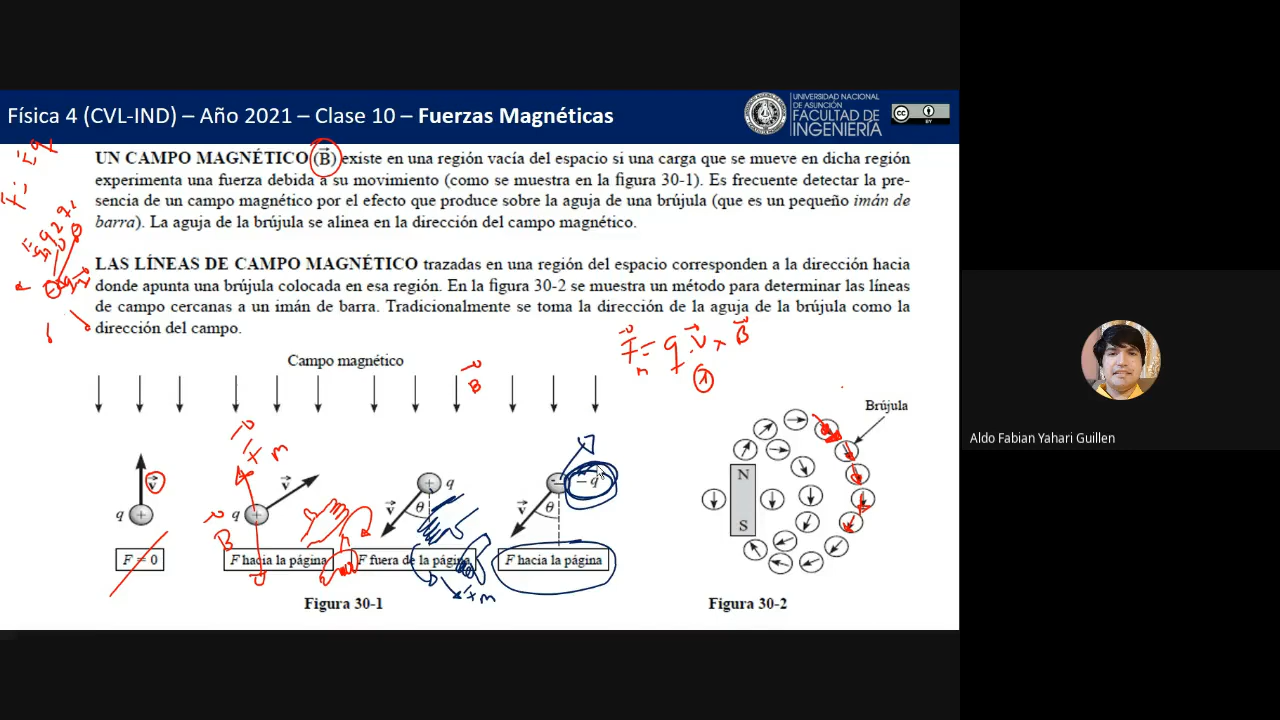 Física 4 (CVL-IND) – Año 2021 – Clase 10 – Fuerzas Magnéticas
UNIVERSIDAD NACIONAL
DE ASUNCIÓN
FACULTAD DE
INGENIERÍA
cc
BY
UN CAMPO MAGNÉTICO (B⃗) existe en una región vacía del espacio si una carga que se mueve en dicha región
experimenta una fuerza debida a su movimiento (como se muestra en la figura 30-1). Es frecuente detectar la pre-
sencia de un campo magnético por el efecto que produce sobre la aguja de una brújula (que es un pequeño imán de
barra). La aguja de la brújula se alinea en la dirección del campo magnético.
LAS LÍNEAS DE CAMPO MAGNÉTICO trazadas en una región del espacio corresponden a la dirección hacia
donde apunta una brújula colocada en esa región. En la figura 30-2 se muestra un método para determinar las líneas
de campo cercanas a un imán de barra. Tradicionalmente se toma la dirección de la aguja de la brújula como la
dirección del campo.
F⃗m = q · v⃗ × B⃗
Campo magnético
B⃗
Brújula
F⃗m
v⃗
v⃗
q
− q
N
v⃗
θ
v⃗
θ
q
q
B⃗
S
F = 0
F hacia la página
F fuera de la página
F hacia la página
Fm
Figura 30-1
Figura 30-2
Aldo Fabian Yahari Guillen